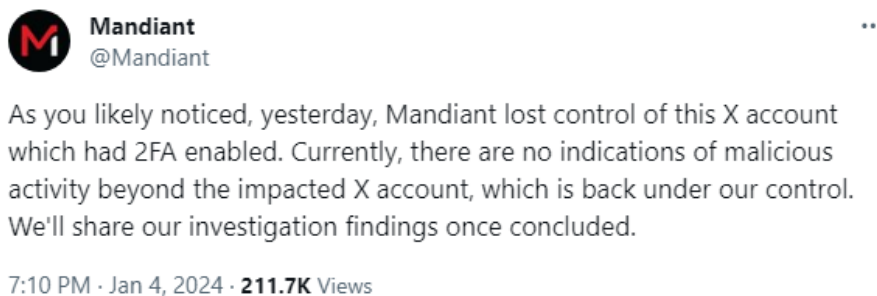 Mandiant
@Mandiant
As you likely noticed, yesterday, Mandiant lost control of this X account
which had 2FA enabled. Currently, there are no indications of malicious
activity beyond the impacted X account, which is back under our control.
We'll share our investigation findings once concluded.
7:10 PM · Jan 4, 2024 · 211.7K Views